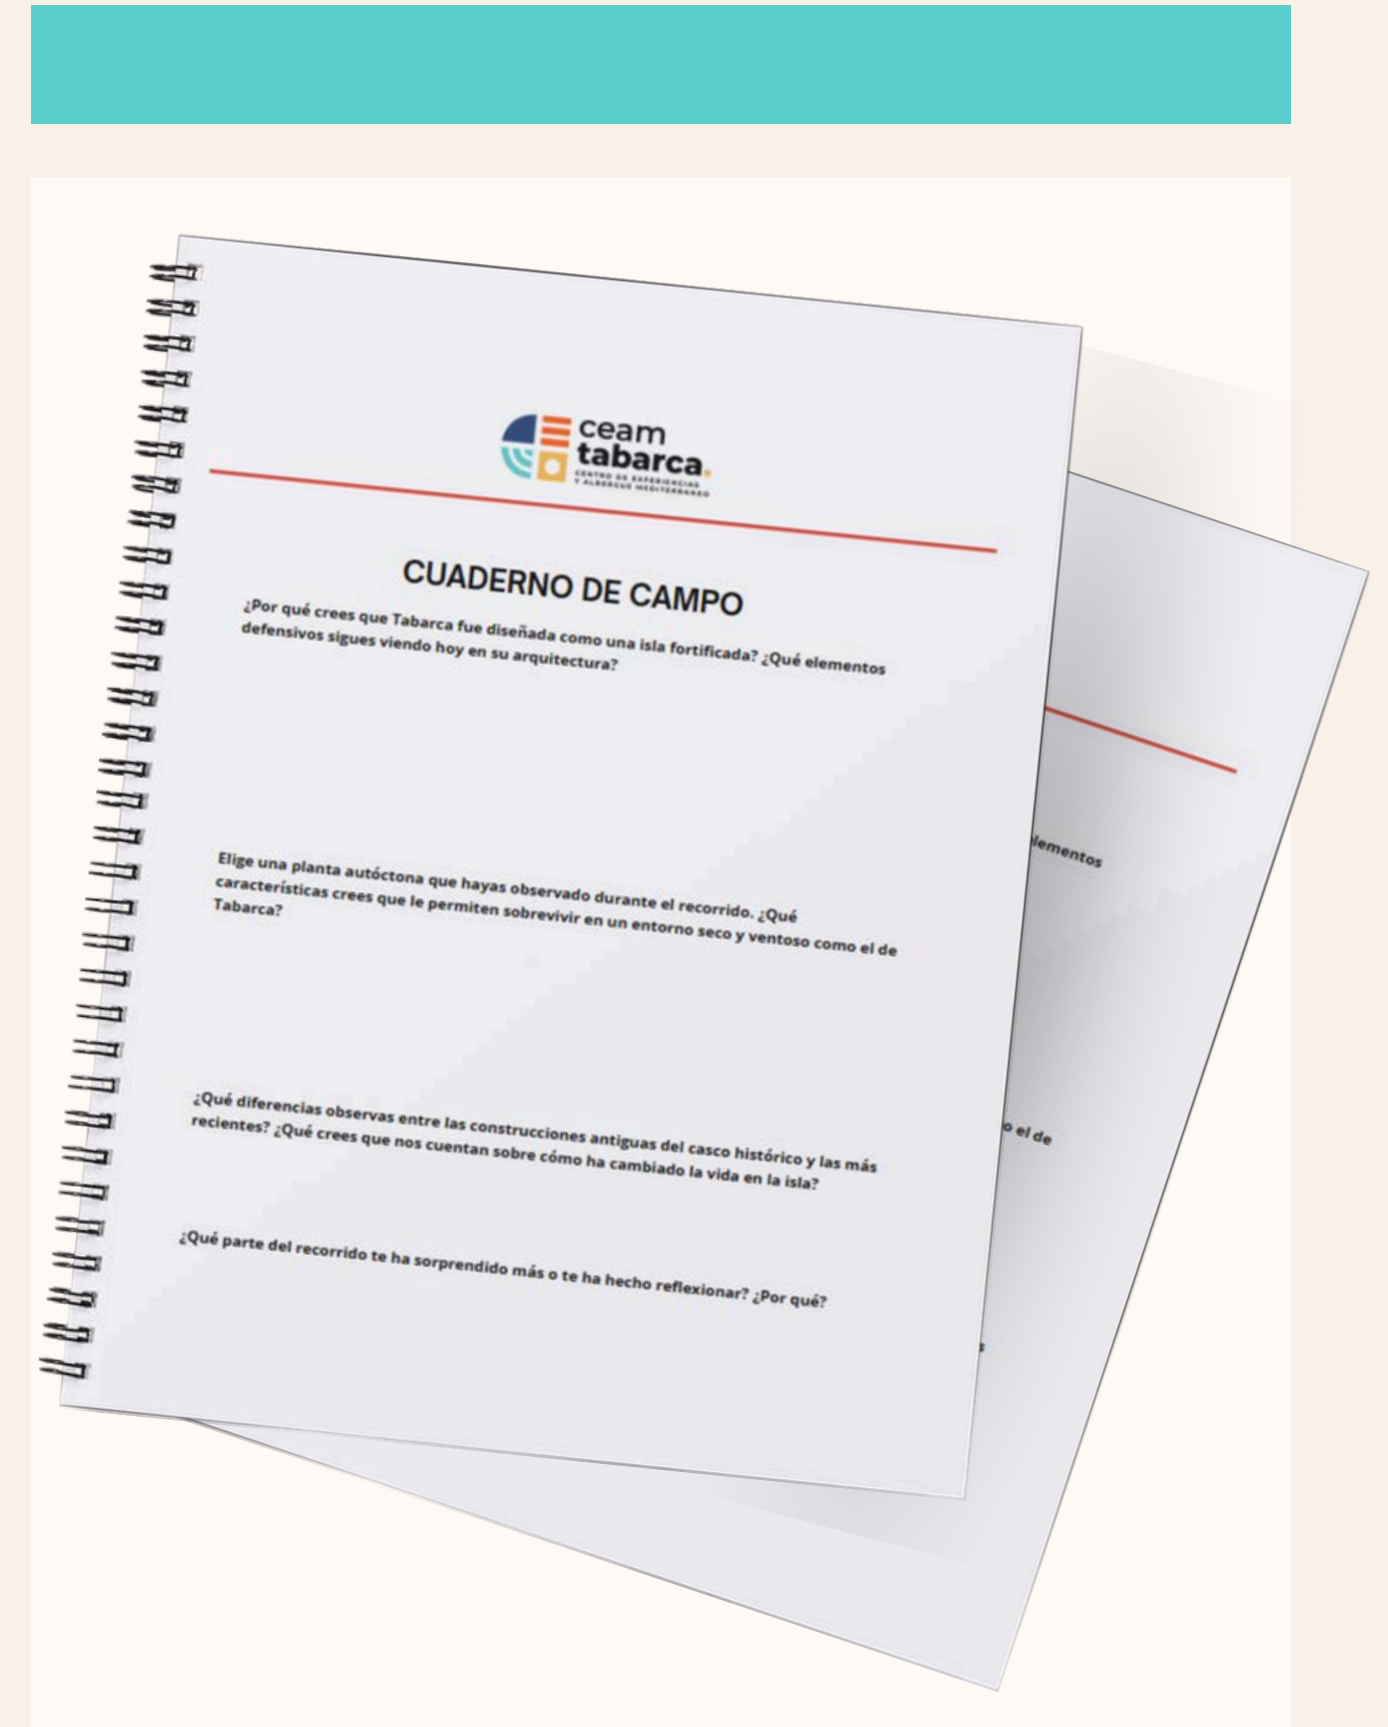 ceam
tabarca.
CENTRO DE EXPERIENCIAS
Y ALBERGUE MEDITERRÁNEO
CUADERNO DE CAMPO
¿Por qué crees que Tabarca fue diseñada como una isla fortificada? ¿Qué elementos
defensivos sigues viendo hoy en su arquitectura?
Elige una planta autóctona que hayas observado durante el recorrido. ¿Qué
características crees que le permiten sobrevivir en un entorno seco y ventoso como el de
Tabarca?
¿Qué diferencias observas entre las construcciones antiguas del casco histórico y las más
recientes? ¿Qué crees que nos cuentan sobre cómo ha cambiado la vida en la isla?
¿Qué parte del recorrido te ha sorprendido más o te ha hecho reflexionar? ¿Por qué?
lementos
o el de
s